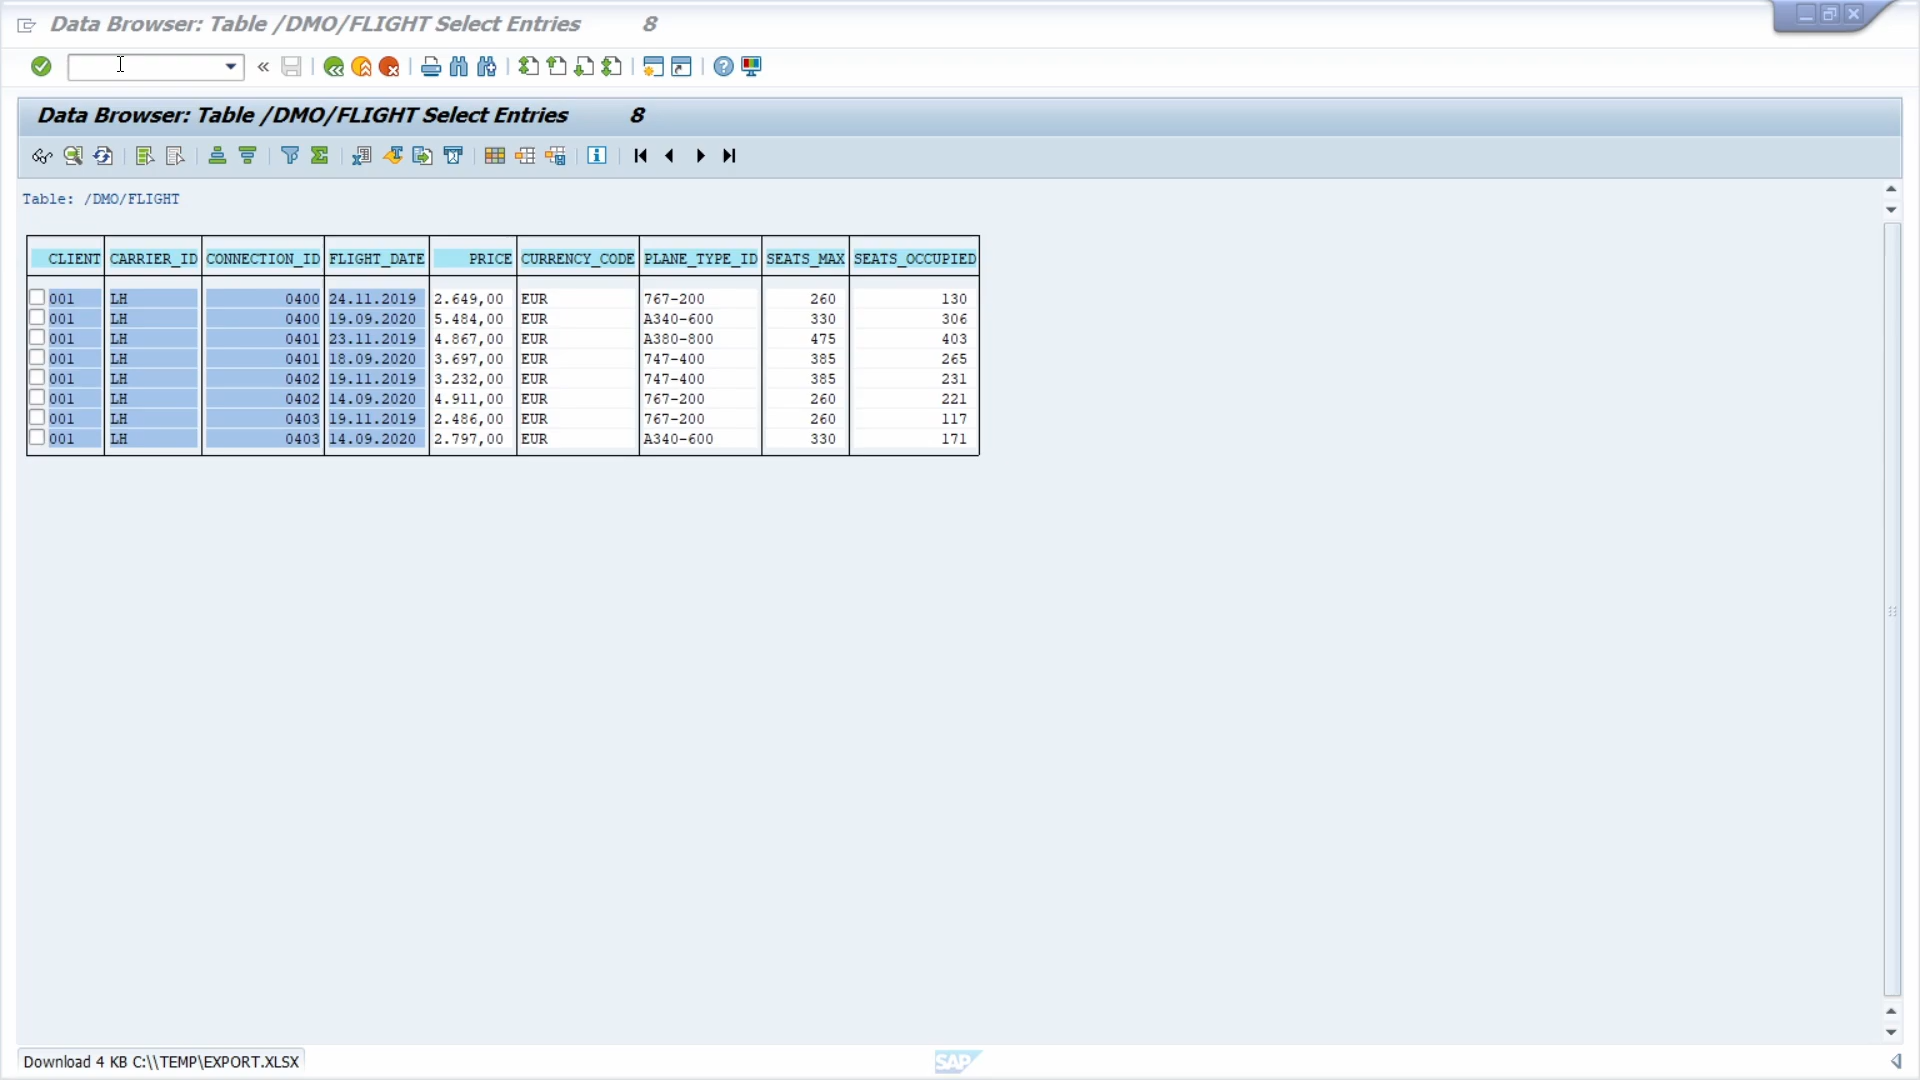 Data Browser: Table /DMO/FLIGHT Select Entries 8
Data Browser: Table /DMO/FLIGHT Select Entries 8
Table: /DMO/FLIGHT
CLIENT CARRIER_ID CONNECTION_ID FLIGHT_DATE PRICE CURRENCY_CODE PLANE_TYPE_ID SEATS_MAX SEATS_OCCUPIED
001 LH 0400 24.11.2019 2.649,00 EUR 767-200 260 130
001 LH 0400 19.09.2020 5.484,00 EUR A340-600 330 306
001 LH 0401 23.11.2019 4.867,00 EUR A380-800 475 403
001 LH 0401 18.09.2020 3.697,00 EUR 747-400 385 265
001 LH 0402 19.11.2019 3.232,00 EUR 747-400 385 231
001 LH 0402 14.09.2020 4.911,00 EUR 767-200 260 221
001 LH 0403 19.11.2019 2.486,00 EUR 767-200 260 117
001 LH 0403 14.09.2020 2.797,00 EUR A340-600 330 171
Download 4 KB C:\\TEMP\EXPORT.XLSX
SAP